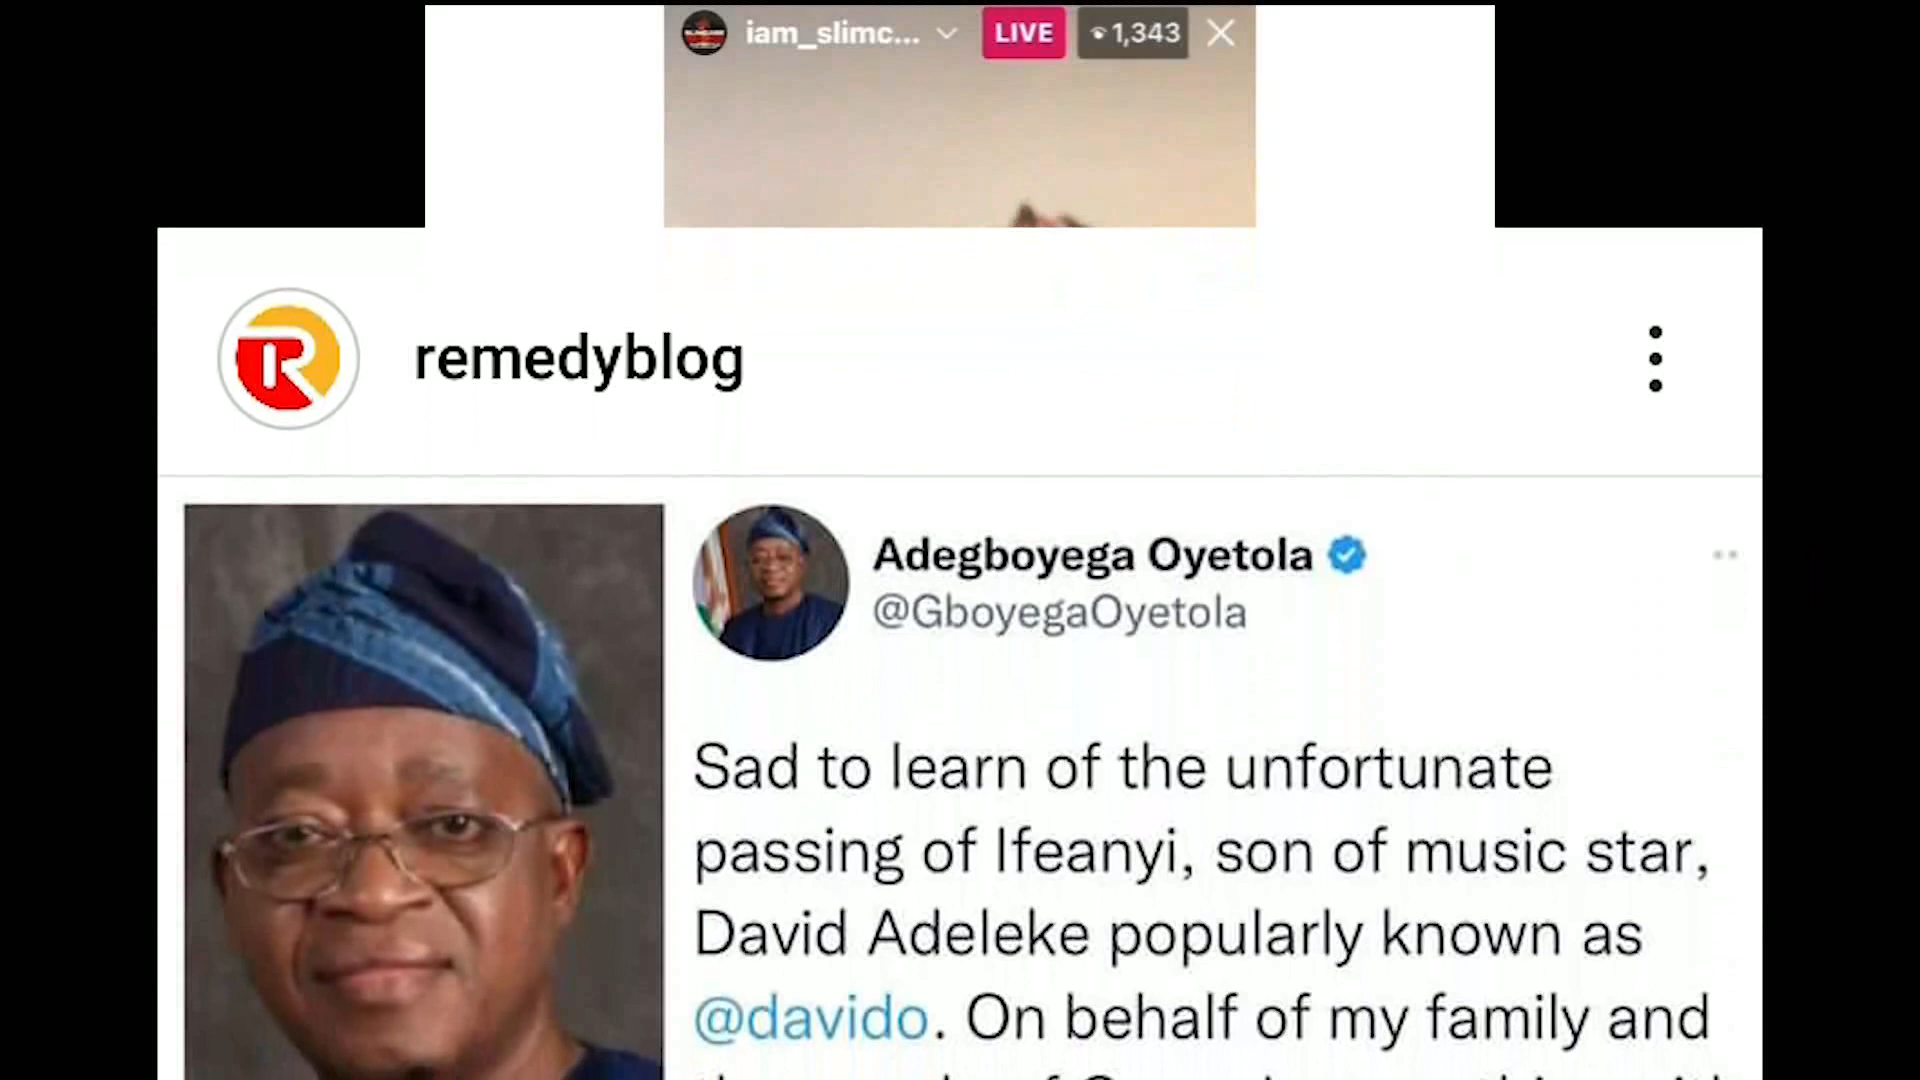 iam_slimc... LIVE 1,343
remedyblog
Adegboyega Oyetola
@GboyegaOyetola
Sad to learn of the unfortunate
passing of Ifeanyi, son of music star,
David Adeleke popularly known as
@davido. On behalf of my family and